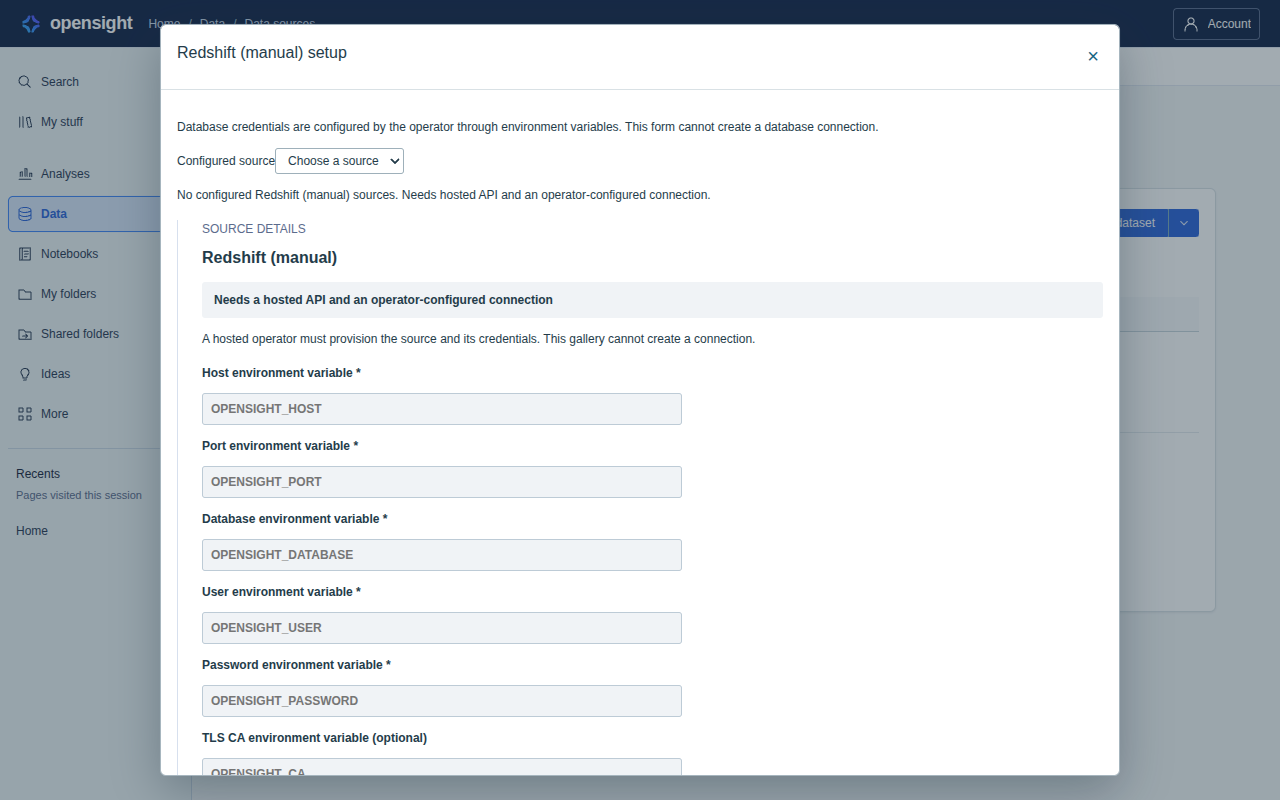 opensight
Home / Data / Data sources
Account
Redshift (manual) setup
×
Search
My stuff
Analyses
Data
Notebooks
My folders
Shared folders
Ideas
More
Recents
Pages visited this session
Home
Database credentials are configured by the operator through environment variables. This form cannot create a database connection.
Configured source Choose a source
No configured Redshift (manual) sources. Needs hosted API and an operator-configured connection.
SOURCE DETAILS
Redshift (manual)
Needs a hosted API and an operator-configured connection
A hosted operator must provision the source and its credentials. This gallery cannot create a connection.
Host environment variable *
OPENSIGHT_HOST
Port environment variable *
OPENSIGHT_PORT
Database environment variable *
OPENSIGHT_DATABASE
User environment variable *
OPENSIGHT_USER
Password environment variable *
OPENSIGHT_PASSWORD
TLS CA environment variable (optional)
OPENSIGHT_CA